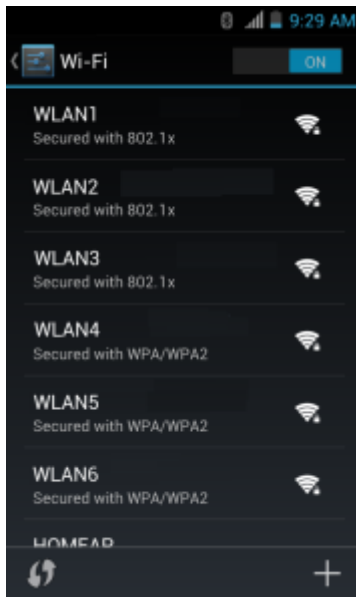 9:29 AM
Wi-Fi
ON
WLAN1
Secured with 802.1x
WLAN2
Secured with 802.1x
WLAN3
Secured with 802.1x
WLAN4
Secured with WPA/WPA2
WLAN5
Secured with WPA/WPA2
WLAN6
Secured with WPA/WPA2